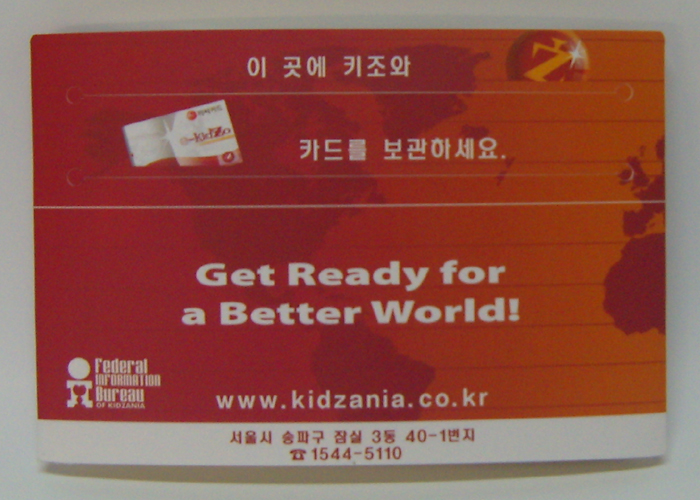 이 곳에 키조와
카드를 보관하세요.
e-KidZo
Get Ready for
a Better World!
Federal
INFORMATION
Bureau
OF KIDZANIA
www.kidzania.co.kr
서울시 송파구 잠실 3동 40-1번지
☎1544-5110